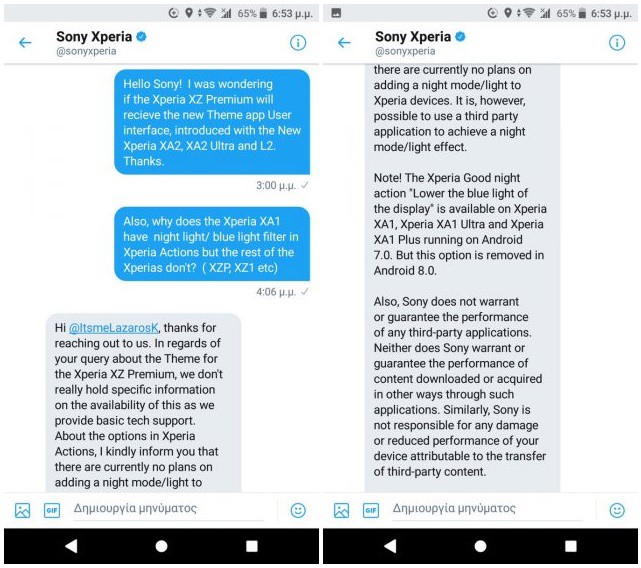 65% 6:53 μ.μ.
Sony Xperia
@sonyxperia
Hello Sony! I was wondering
if the Xperia XZ Premium will
recieve the new Theme app User
interface, introduced with the New
Xperia XA2, XA2 Ultra and L2.
Thanks.
3:00 μ.μ.
Also, why does the Xperia XA1
have night light/ blue light filter in
Xperia Actions but the rest of the
Xperias don't? ( XZP, XZ1 etc)
4:06 μ.μ.
Hi @ItsmeLazarosK, thanks for
reaching out to us. In regards of
your query about the Theme for
the Xperia XZ Premium, we don't
really hold specific information
on the availability of this as we
provide basic tech support.
About the options in Xperia
Actions, I kindly inform you that
there are currently no plans on
adding a night mode/light to
GIF Δημιουργία μηνύματος
65% 6:53 μ.μ.
Sony Xperia
@sonyxperia
there are currently no plans on
adding a night mode/light to
Xperia devices. It is, however,
possible to use a third party
application to achieve a night
mode/light effect.
Note! The Xperia Good night
action "Lower the blue light of
the display" is available on Xperia
XA1, Xperia XA1 Ultra and Xperia
XA1 Plus running on Android
7.0. But this option is removed in
Android 8.0.
Also, Sony does not warrant
or guarantee the performance
of any third-party applications.
Neither does Sony warrant or
guarantee the performance of
content downloaded or acquired
in other ways through such
applications. Similarly, Sony is
not responsible for any damage
or reduced performance of your
device attributable to the transfer
of third-party content.
GIF Δημιουργία μηνύματος